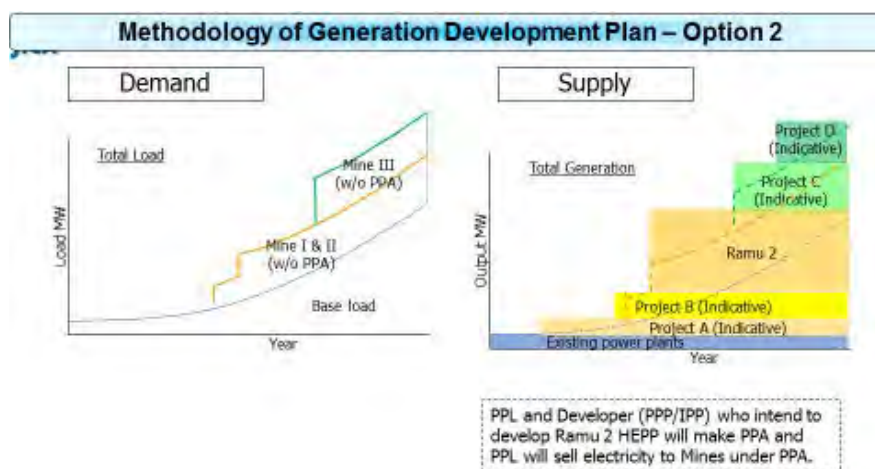 Methodology of Generation Development Plan – Option 2
Demand
Supply
Total Load
Mine III
(w/o PPA)
Mine I & II
(w/o PPA)
Base load
Load MW
Year
Total Generation
Project D
(Indicative)
Project C
(Indicative)
Ramu 2
Project B (Indicative)
Project A (Indicative)
Existing power plants
Output MW
Year
PPL and Developer (PPP/IPP) who intend to
develop Ramu 2 HEPP will make PPA and
PPL will sell electricity to Mines under PPA.